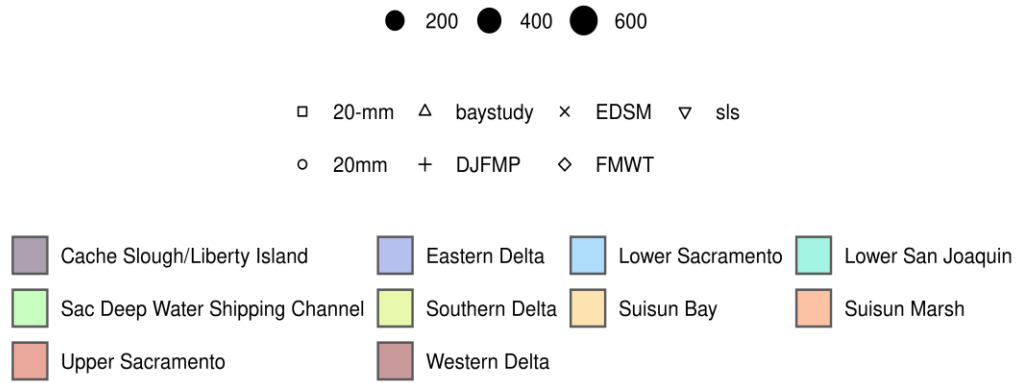 200 400 600
20-mm baystudy EDSM sls
20mm DJFMP FMWT
Cache Slough/Liberty Island Eastern Delta Lower Sacramento Lower San Joaquin
Sac Deep Water Shipping Channel Southern Delta Suisun Bay Suisun Marsh
Upper Sacramento Western Delta